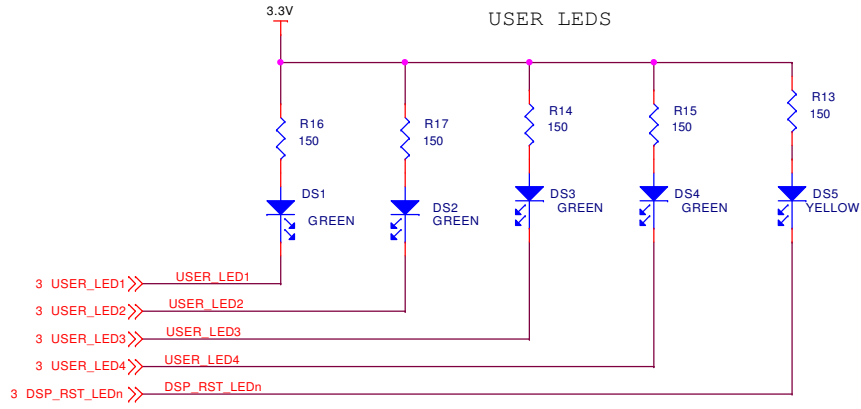 3.3V
USER LEDS
R16
150
R17
150
R14
150
R15
150
R13
150
DS1
GREEN
DS2
GREEN
DS3
GREEN
DS4
GREEN
DS5
YELLOW
3 USER_LED1 USER_LED1
3 USER_LED2 USER_LED2
3 USER_LED3 USER_LED3
3 USER_LED4 USER_LED4
3 DSP_RST_LEDn DSP_RST_LEDn